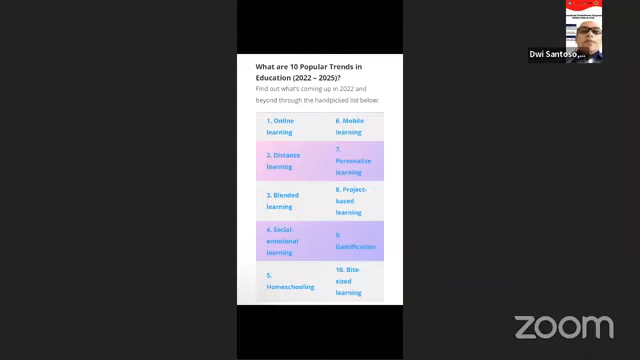 What are 10 Popular Trends in
Education (2022 – 2025)?
Find out what's coming up in 2022 and
beyond through the handpicked list below:
1. Online
learning
6. Mobile
learning
2. Distance
learning
7.
Personalize
learning
3. Blended
learning
8. Project-
based
learning
4. Social-
emotional
learning
9.
Gamification
5.
Homeschooling
10. Bite-
sized
learning
Dwi Santoso,...
zoom